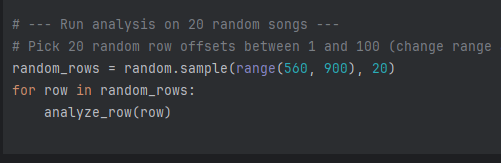 # --- Run analysis on 20 random songs ---
# Pick 20 random row offsets between 1 and 100 (change range
random_rows = random.sample(range(560, 900), 20)
for row in random_rows:
    analyze_row(row)